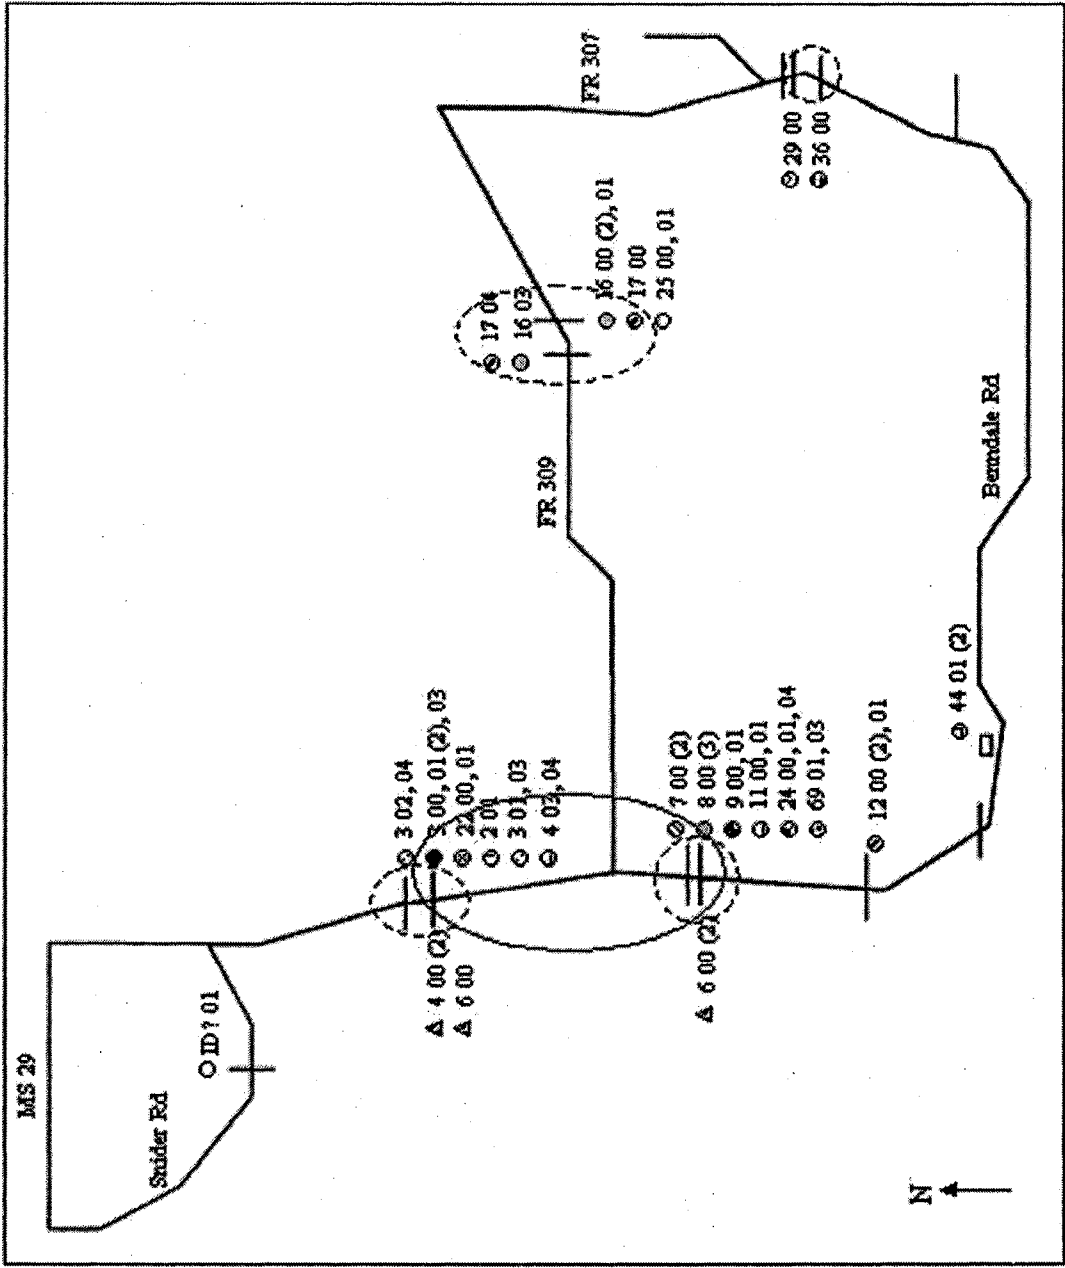 MS 29
Snider Rd
ID? 01
3 02, 04
4 00 (2)
5 00, 01 (2), 03
6 00
22 00, 01
2 01
3 01, 03
4 03, 04
17 04
16 03
FR 309
FR 307
16 00 (2), 01
17 00
25 00, 01
7 00 (2)
6 00 (2)
8 00 (3)
9 00, 01
11 00, 01
24 00, 01, 04
69 01, 03
29 00
36 00
12 00 (2), 01
N
44 01 (2)
Benndale Rd